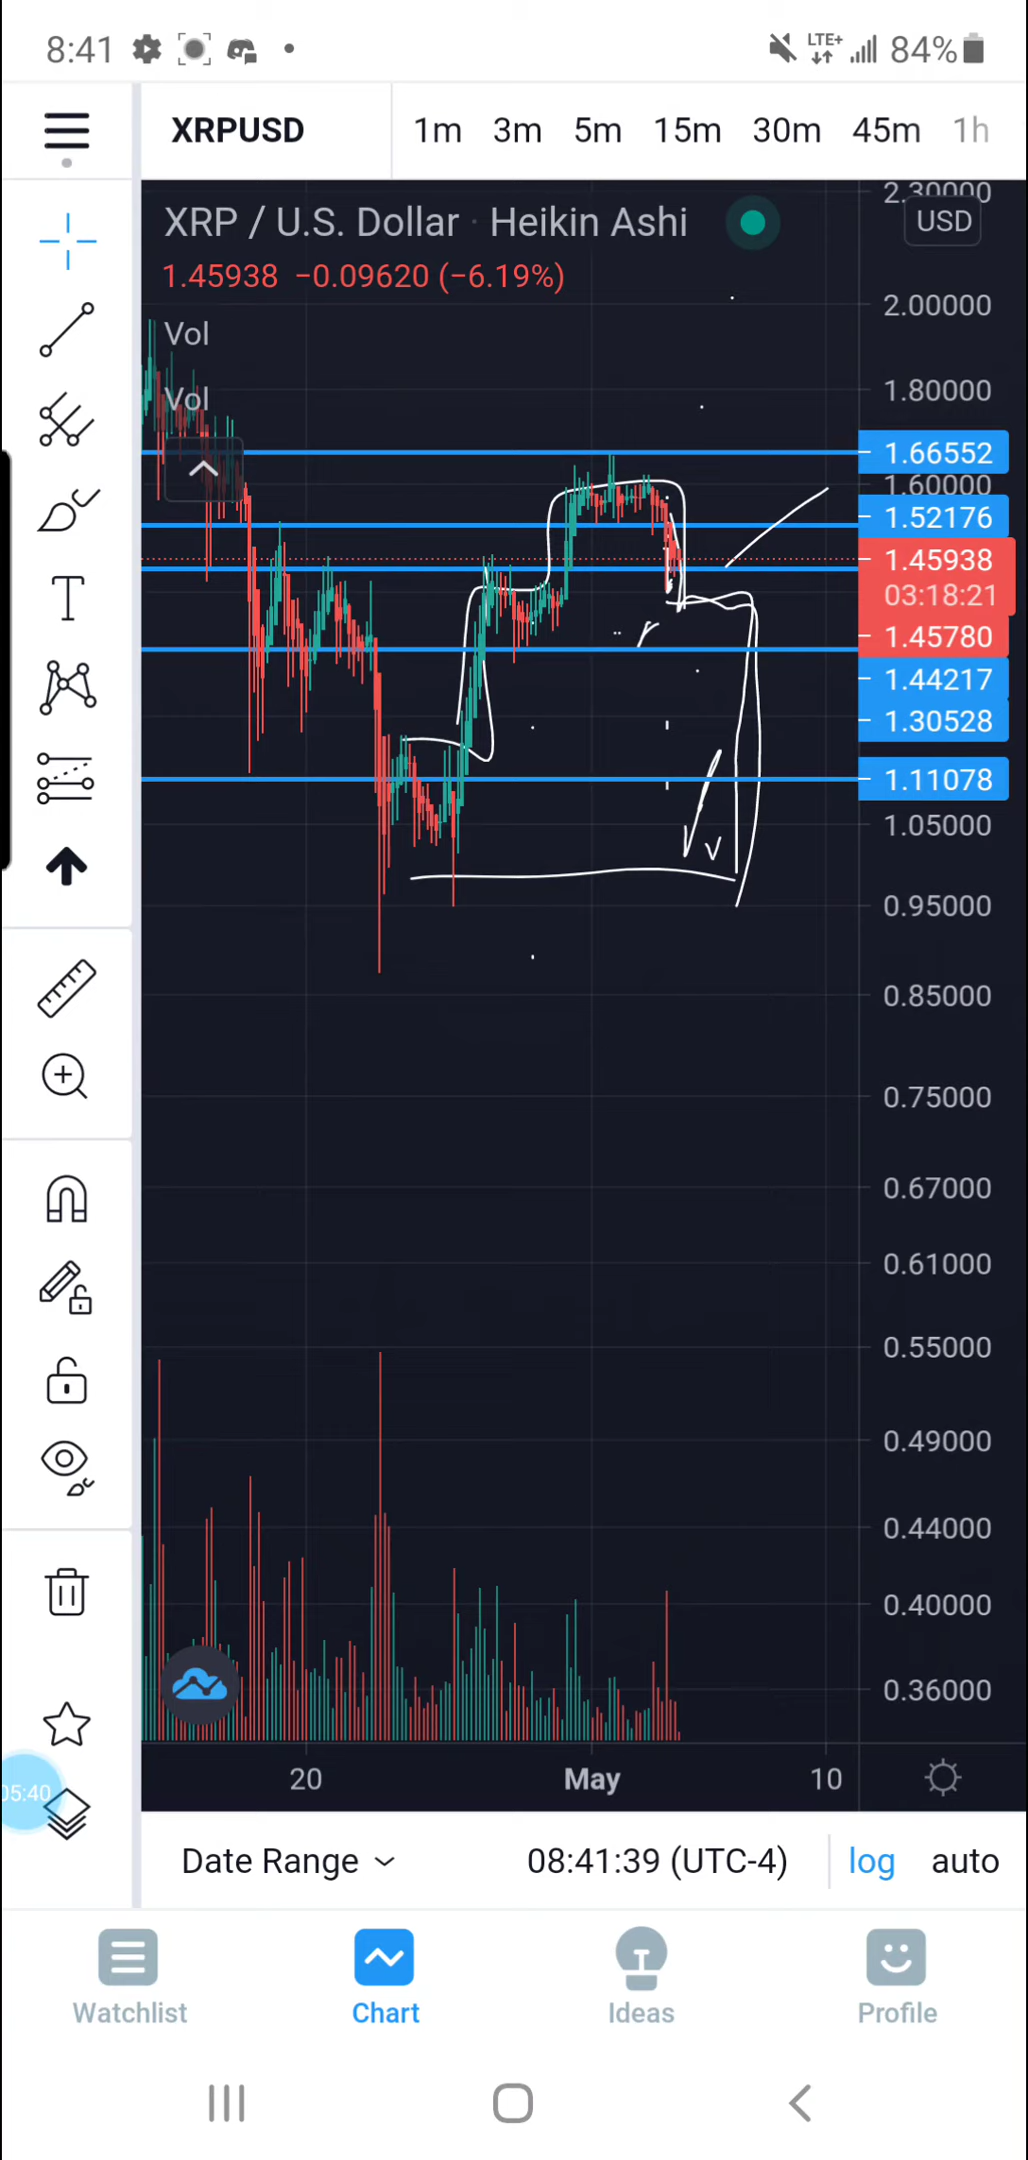 8:41 LTE+ 84%
XRPUSD 1m 3m 5m 15m 30m 45m 1h
XRP / U.S. Dollar · Heikin Ashi
USD
1.45938 −0.09620 (−6.19%)
Vol
Vol
2.30000
2.00000
1.80000
1.66552
1.60000
1.52176
1.45938
03:18:21
1.45780
1.44217
1.30528
1.11078
1.05000
0.95000
0.85000
0.75000
0.67000
0.61000
0.55000
0.49000
0.44000
0.40000
0.36000
20 May 10
05:40
Date Range 08:41:39 (UTC-4) log auto
Watchlist Chart Ideas Profile